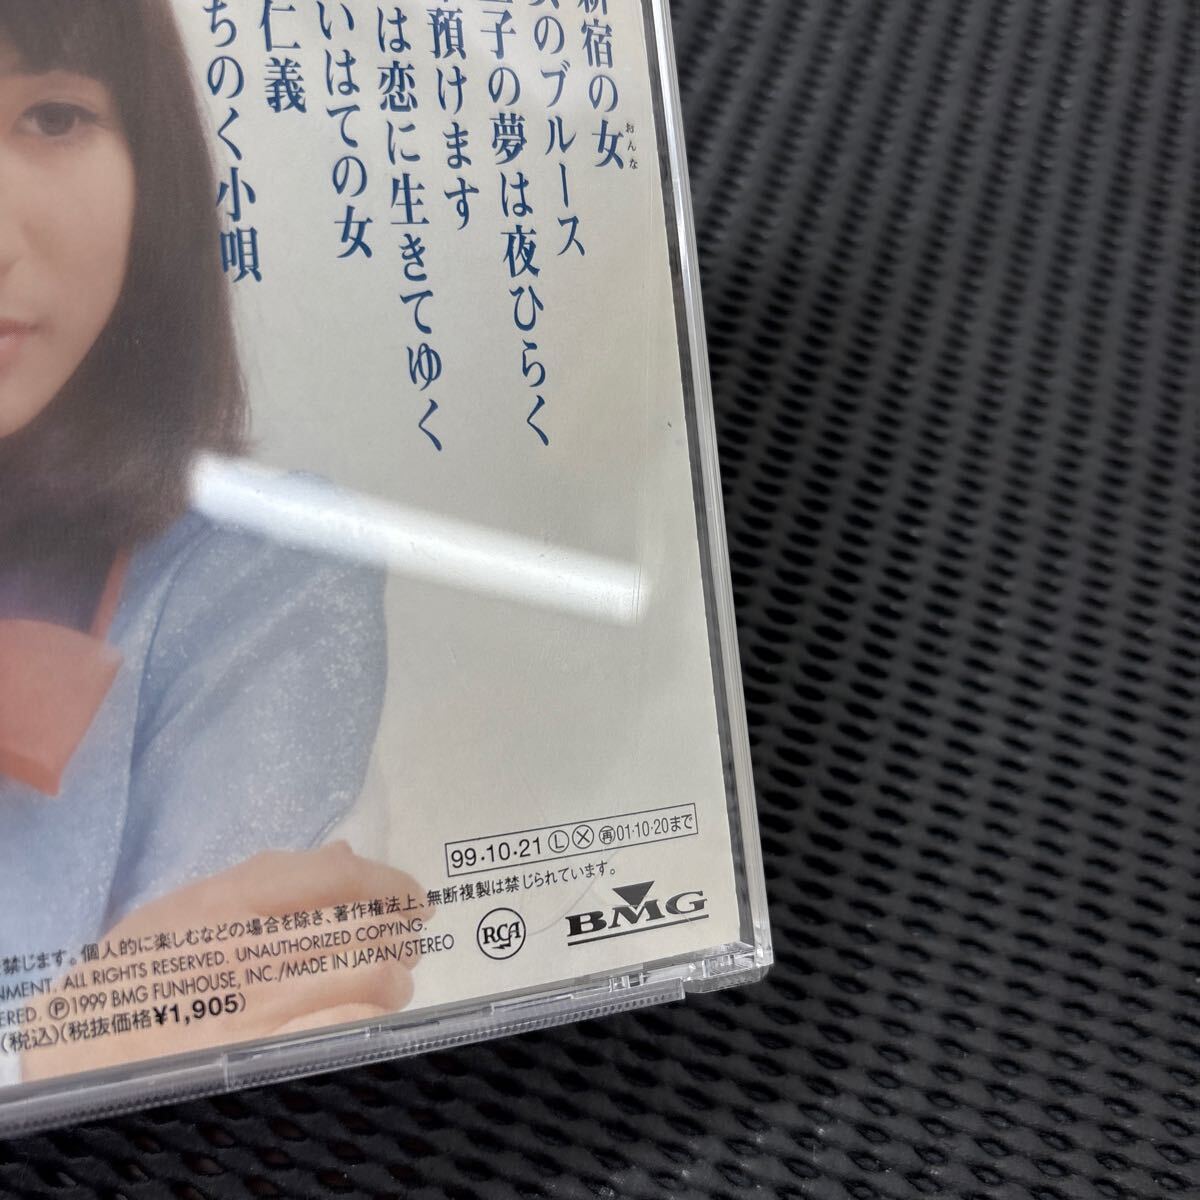 新宿の女
おんな
のブルース
子の夢は夜ひらく
預けます
は恋に生きてゆく
いはての女
仁義
ちのく小唄
99・10・21 Ⓛ Ⓧ ㊢01・10・20まで
禁じます。個人的に楽しむなどの場合を除き、著作権法上、無断複製は禁じられています。
NMENT. ALL RIGHTS RESERVED. UNAUTHORIZED COPYING.
ERED. Ⓟ1999 BMG FUNHOUSE, INC./MADE IN JAPAN/STEREO
(税込)(税抜価格¥1,905)
RCA
BMG